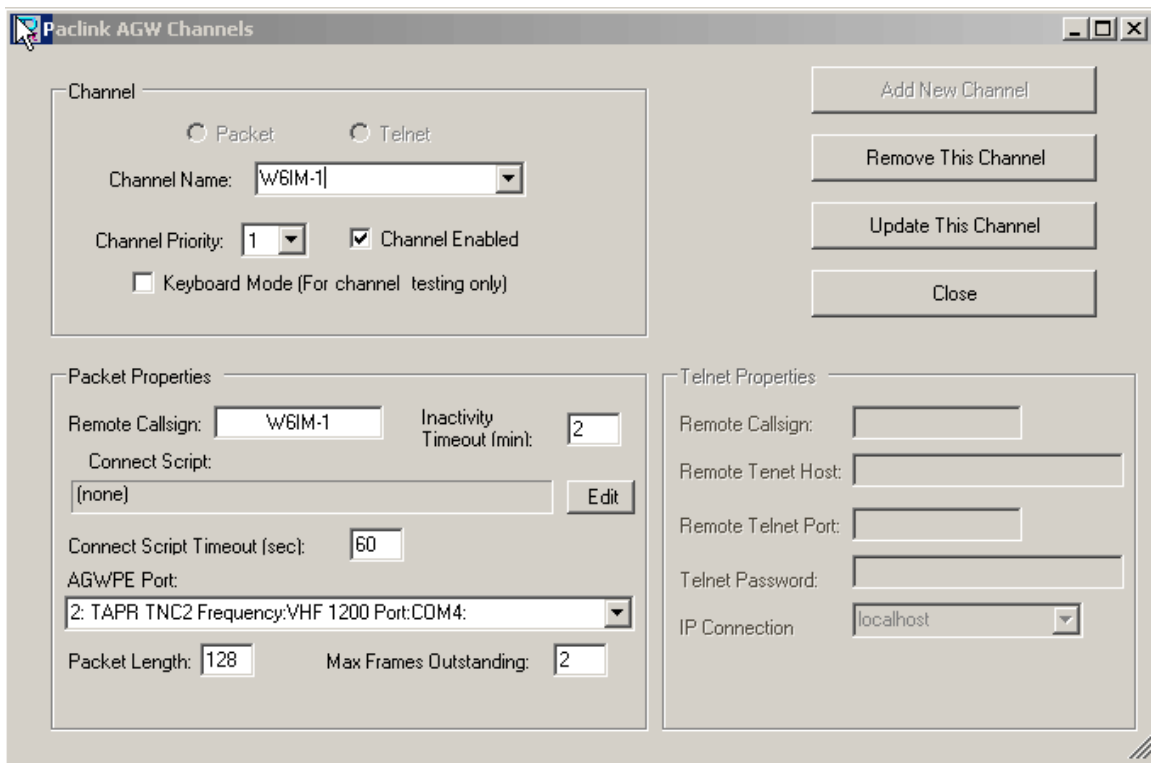 Paclink AGW Channels
Channel
Packet Telnet
Channel Name: W6IM-1
Channel Priority: 1 Channel Enabled
Keyboard Mode (For channel testing only)
Add New Channel
Remove This Channel
Update This Channel
Close
Packet Properties
Remote Callsign: W6IM-1 Inactivity Timeout (min): 2
Connect Script:
(none) Edit
Connect Script Timeout (sec): 60
AGWPE Port:
2: TAPR TNC2 Frequency:VHF 1200 Port:COM4:
Packet Length: 128 Max Frames Outstanding: 2
Telnet Properties
Remote Callsign:
Remote Tenet Host:
Remote Telnet Port:
Telnet Password:
IP Connection localhost